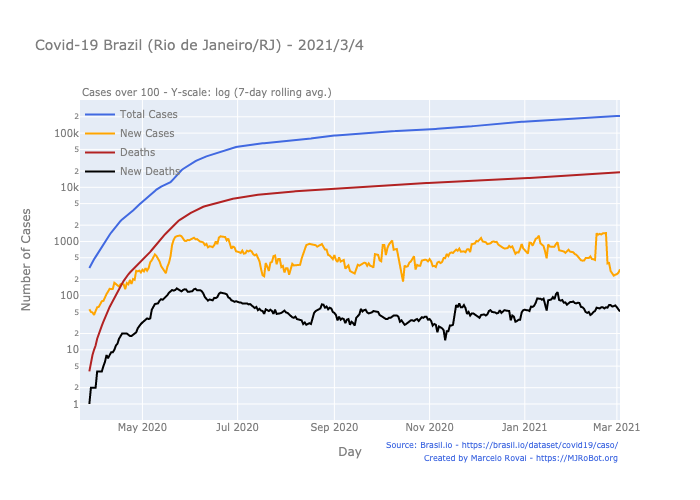 Covid-19 Brazil (Rio de Janeiro/RJ) - 2021/3/4
Cases over 100 - Y-scale: log (7-day rolling avg.)
Total Cases
New Cases
Deaths
New Deaths
2
100k
5
2
10k
5
2
1000
5
2
100
5
2
10
5
2
1
Number of Cases
May 2020
Jul 2020
Sep 2020
Nov 2020
Jan 2021
Mar 2021
Day
Source: Brasil.io - https://brasil.io/dataset/covid19/caso/
Created by Marcelo Rovai - https://MJRoBot.org